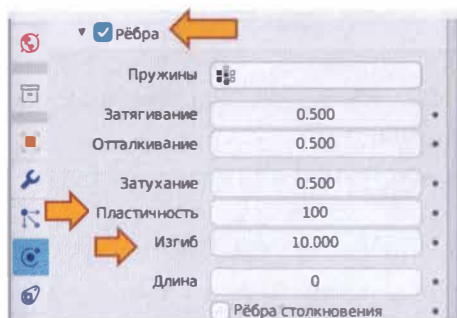 Рёбра
Пружины
Затягивание 0.500
Отталкивание 0.500
Затухание 0.500
Пластичность 100
Изгиб 10.000
Длина 0
Рёбра столкновения